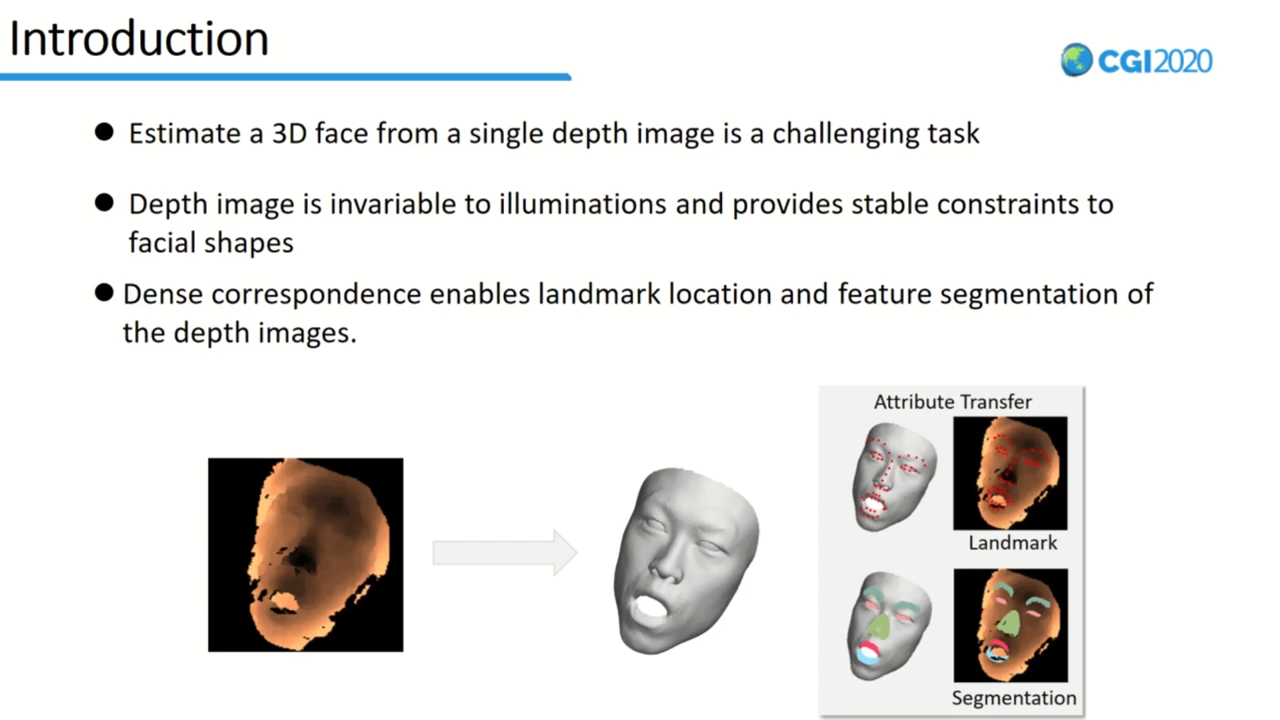 Introduction
CGI2020
● Estimate a 3D face from a single depth image is a challenging task
● Depth image is invariable to illuminations and provides stable constraints to
facial shapes
● Dense correspondence enables landmark location and feature segmentation of
the depth images.
Attribute Transfer
Landmark
Segmentation